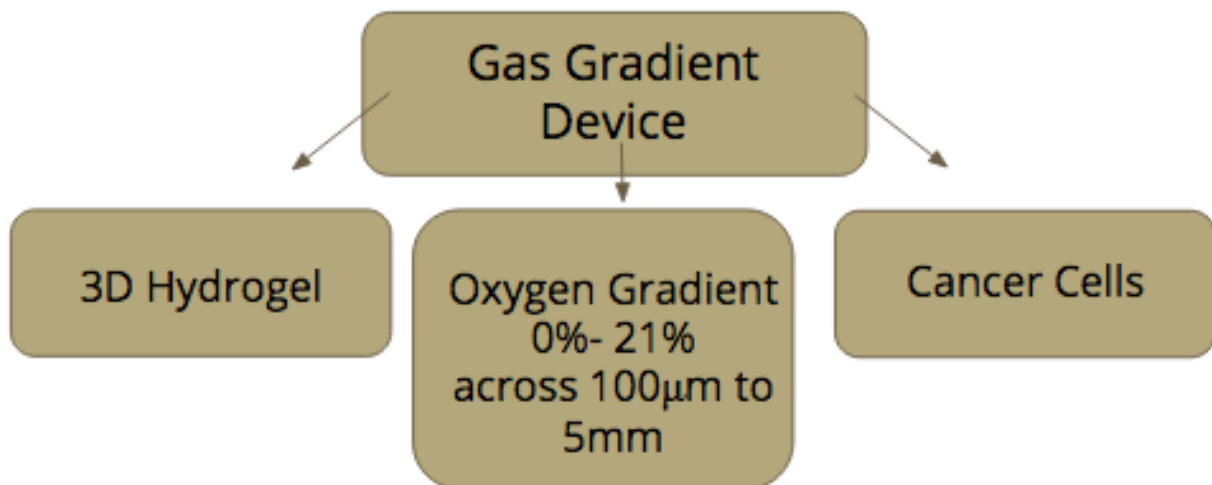 Gas Gradient
Device
3D Hydrogel
Oxygen Gradient
0%- 21%
across 100μm to
5mm
Cancer Cells